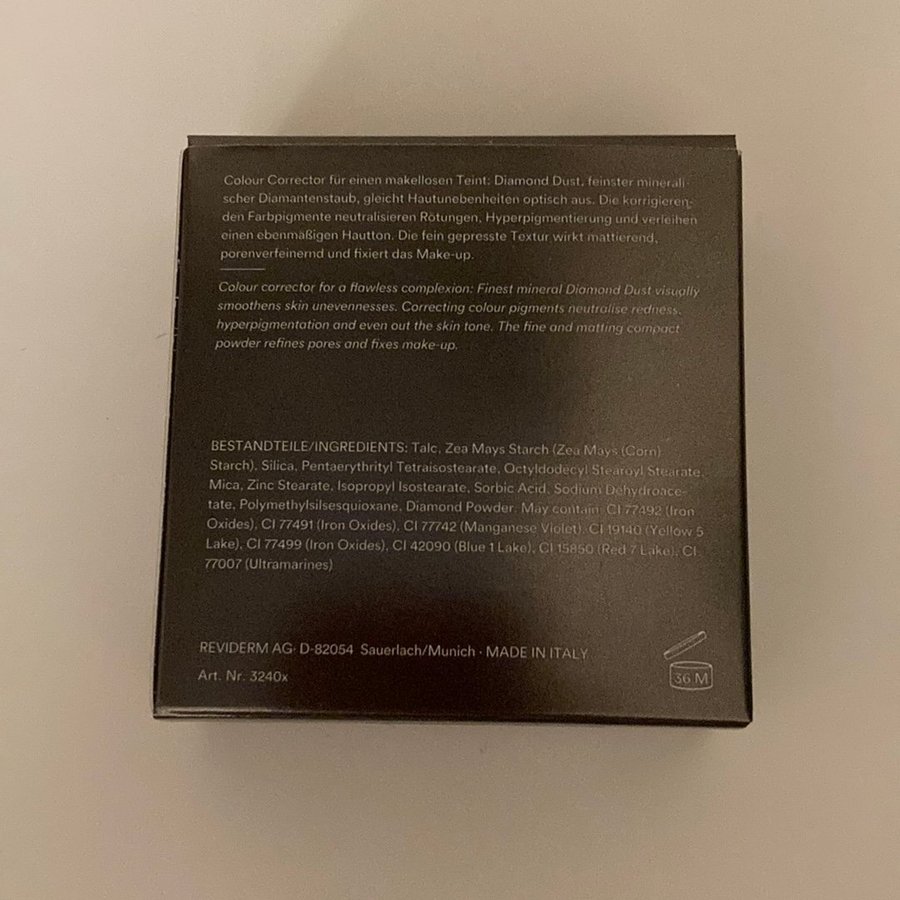 Colour Corrector für einen makellosen Teint: Diamond Dust, feinster minerali-
scher Diamantenstaub, gleicht Hautunebenheiten optisch aus. Die korrigieren-
den Farbpigmente neutralisieren Rötungen, Hyperpigmentierung und verleihen
einen ebenmäßigen Hautton. Die fein gepresste Textur wirkt mattierend,
porenverfeinernd und fixiert das Make-up.
Colour corrector for a flawless complexion: Finest mineral Diamond Dust visually
smoothens skin unevennesses. Correcting colour pigments neutralise redness,
hyperpigmentation and even out the skin tone. The fine and matting compact
powder refines pores and fixes make-up.
BESTANDTEILE/INGREDIENTS: Talc, Zea Mays Starch (Zea Mays (Corn)
Starch), Silica, Pentaerythrityl Tetraisostearate, Octyldodecyl Stearoyl Stearate,
Mica, Zinc Stearate, Isopropyl Isostearate, Sorbic Acid, Sodium Dehydroace-
tate, Polymethylsilsesquioxane, Diamond Powder. May contain: CI 77492 (Iron
Oxides), CI 77491 (Iron Oxides), CI 77742 (Manganese Violet), CI 19140 (Yellow 5
Lake), CI 77499 (Iron Oxides), CI 42090 (Blue 1 Lake), CI 15850 (Red 7 Lake), CI
77007 (Ultramarines)
REVIDERM AG· D-82054 Sauerlach/Munich · MADE IN ITALY
Art. Nr. 3240x
36 M